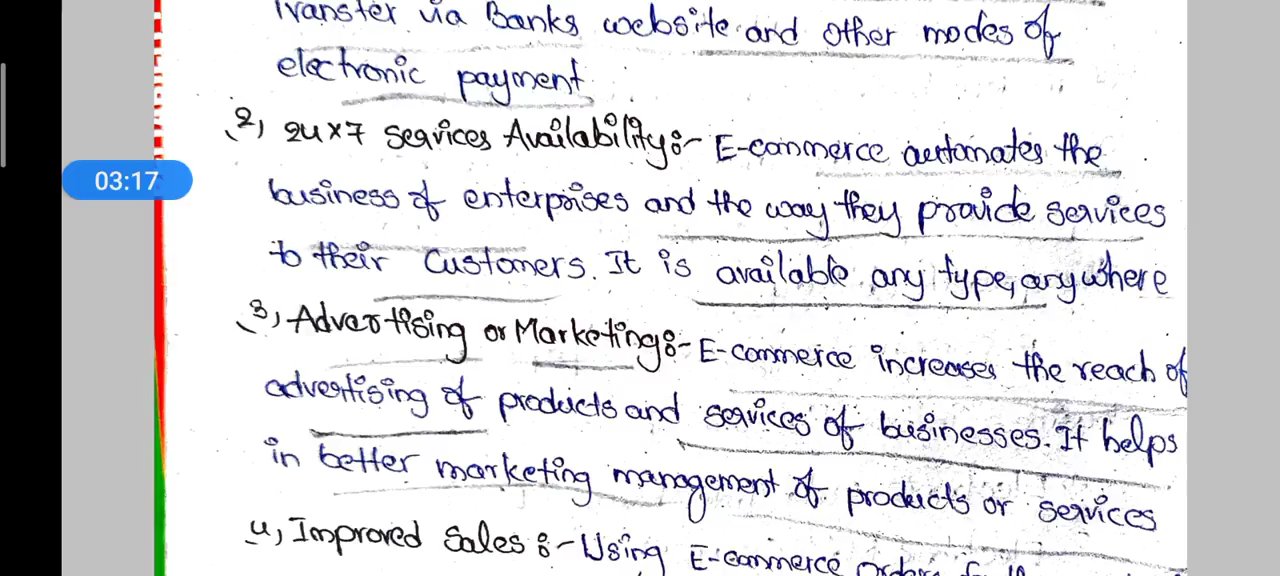 Transfer via Banks website and other modes of
electronic payment
2, 24x7 Services Availability:- E-commerce automates the
business of enterprises and the way they provide services
03:17
to their Customers. It is available any type, anywhere
3, Advertising or Marketing:- E-commerce increases the reach of
advertising of products and services of businesses. It helps
in better marketing management of products or services
4, Improved Sales :- Using E-commerce orders